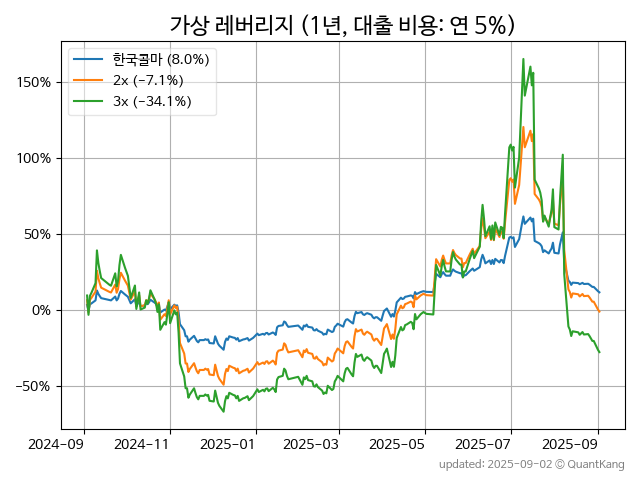 가상 레버리지 (1년, 대출 비용: 연 5%)
한국콜마 (8.0%)
2x (−7.1%)
3x (−34.1%)
150%
100%
50%
0%
−50%
2024−09 2024−11 2025−01 2025−03 2025−05 2025−07 2025−09
updated: 2025-09-02 © QuantKang